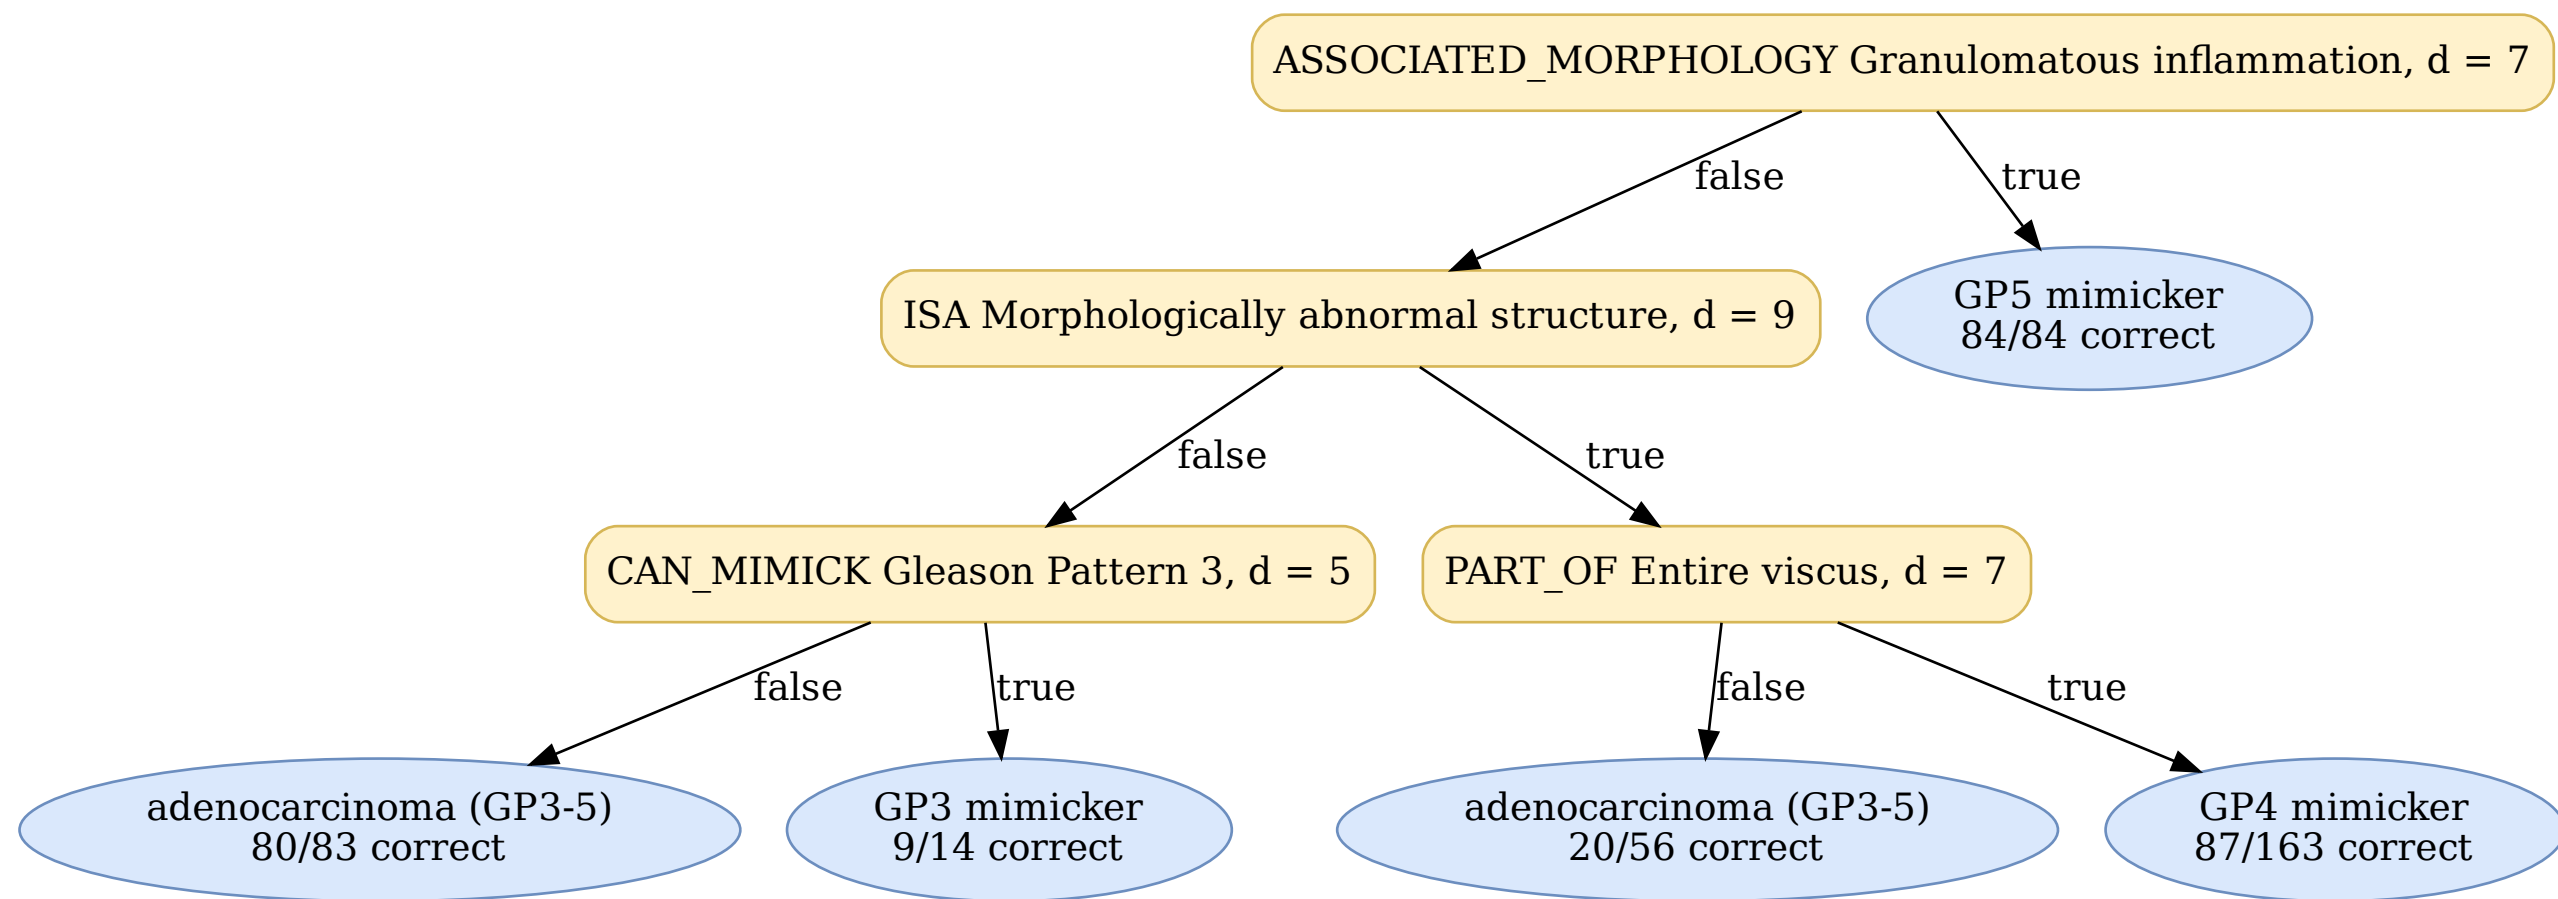 ASSOCIATED_MORPHOLOGY Granulomatous inflammation, d = 7
false
true
ISA Morphologically abnormal structure, d = 9
GP5 mimicker
84/84 correct
false
true
CAN_MIMICK Gleason Pattern 3, d = 5
PART_OF Entire viscus, d = 7
false
true
false
true
adenocarcinoma (GP3-5)
80/83 correct
GP3 mimicker
9/14 correct
adenocarcinoma (GP3-5)
20/56 correct
GP4 mimicker
87/163 correct